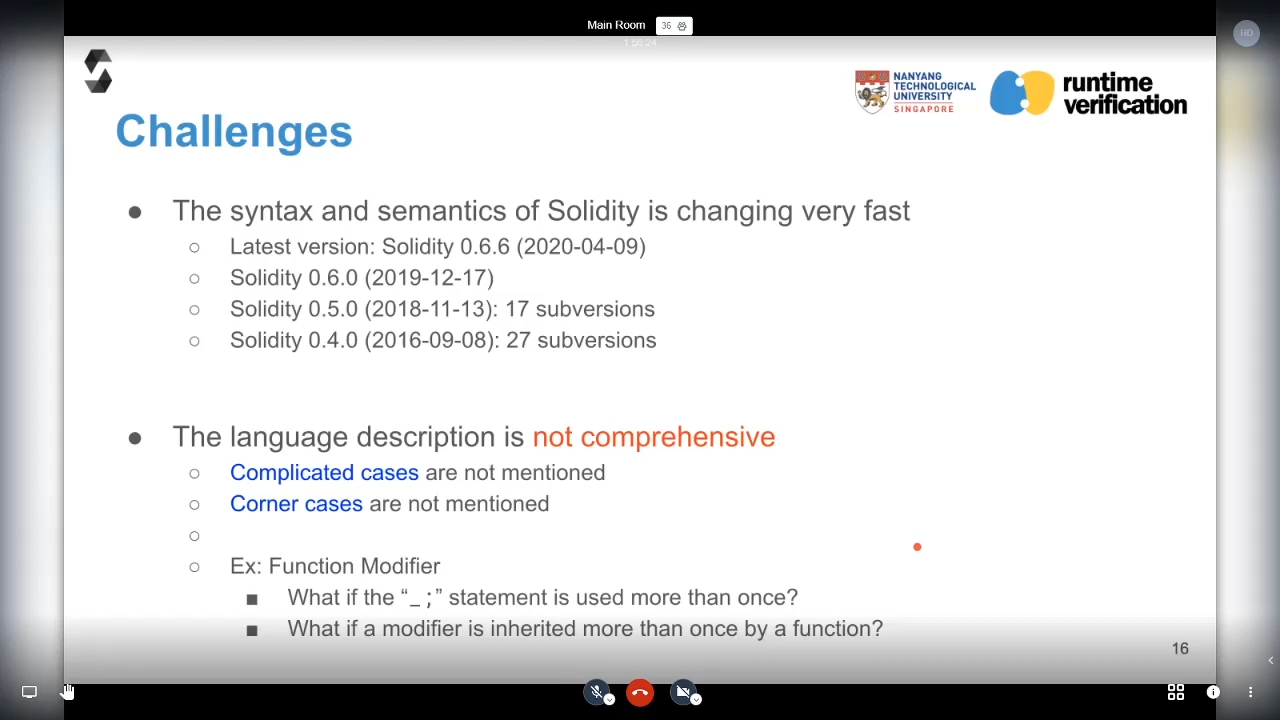 Main Room 36
1:50:24
HD
NANYANG
TECHNOLOGICAL
UNIVERSITY
SINGAPORE
runtime
verification
Challenges
● The syntax and semantics of Solidity is changing very fast
○ Latest version: Solidity 0.6.6 (2020-04-09)
○ Solidity 0.6.0 (2019-12-17)
○ Solidity 0.5.0 (2018-11-13): 17 subversions
○ Solidity 0.4.0 (2016-09-08): 27 subversions
● The language description is not comprehensive
○ Complicated cases are not mentioned
○ Corner cases are not mentioned
○
○ Ex: Function Modifier
■ What if the “_;” statement is used more than once?
■ What if a modifier is inherited more than once by a function?
16